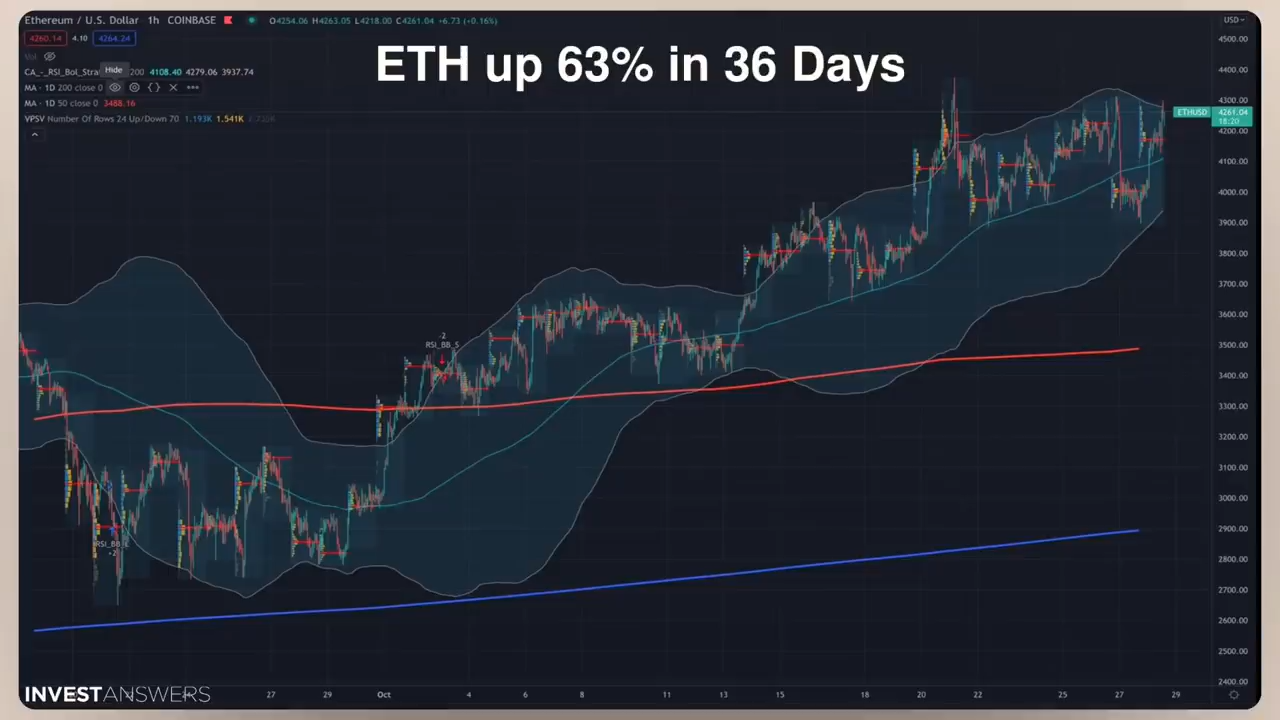 Ethereum / U.S. Dollar 1h COINBASE O4254.06 H4263.05 L4218.00 C4261.04 +6.73 (+0.16%)
USD
4260.14 4.10 4264.24
ETH up 63% in 36 Days
Vol
Hide
CA_-_RSI_Bol_Stra 200 4108.40 4279.06 3937.74
MA · 1D 200 close 0
MA · 1D 50 close 0 3488.16
VPSV Number Of Rows 24 Up/Down 70 1.193K 1.541K
4500.00
4400.00
4300.00
ETHUSD 4261.04
18:20
4200.00
4100.00
4000.00
3900.00
3800.00
3700.00
3600.00
3500.00
3400.00
3300.00
3200.00
3100.00
3000.00
2900.00
2800.00
2700.00
2600.00
2500.00
2400.00
-2
RSI_BB_S
RSI_BB_L
+2
INVESTANSWERS
27 29 Oct 4 6 8 11 13 15 18 20 22 25 27 29